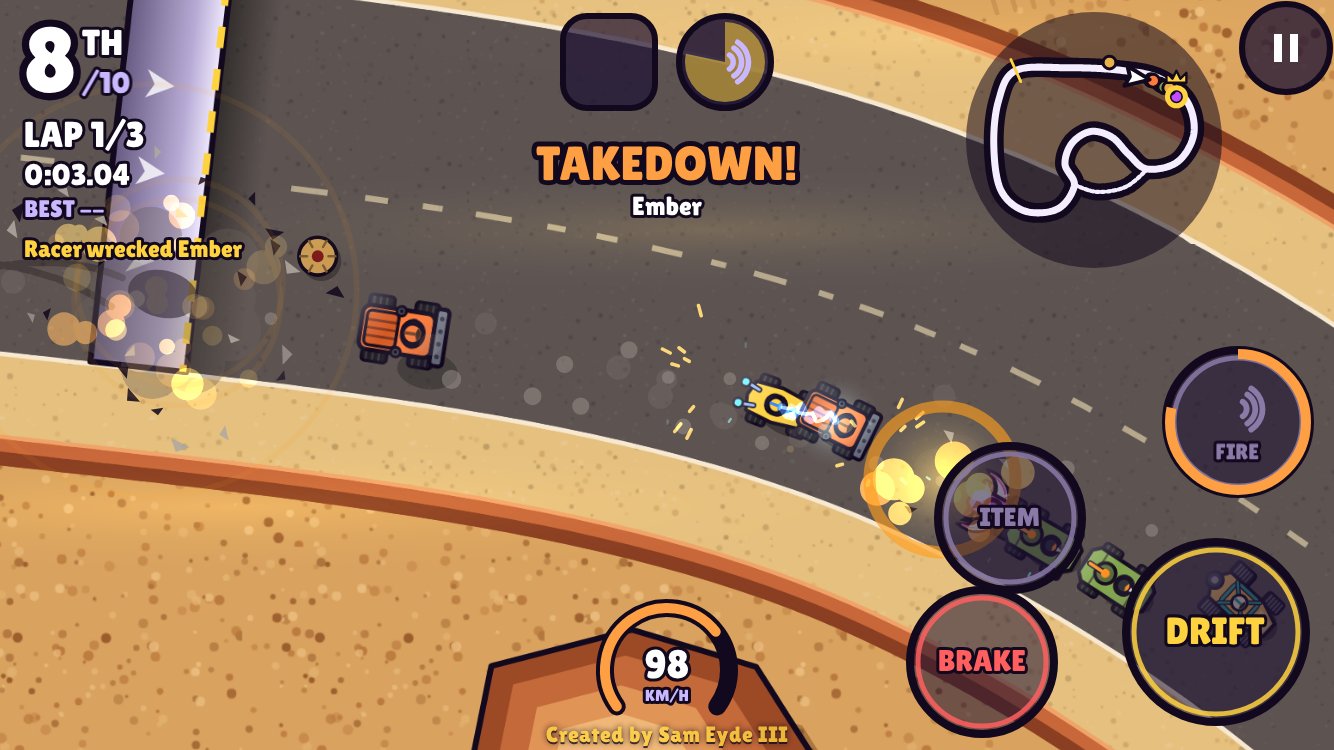 8TH
/10
LAP 1/3
0:03.04
BEST --
Racer wrecked Ember
TAKEDOWN!
Ember
FIRE
ITEM
DRIFT
BRAKE
98
KM/H
Created by Sam Eyde III